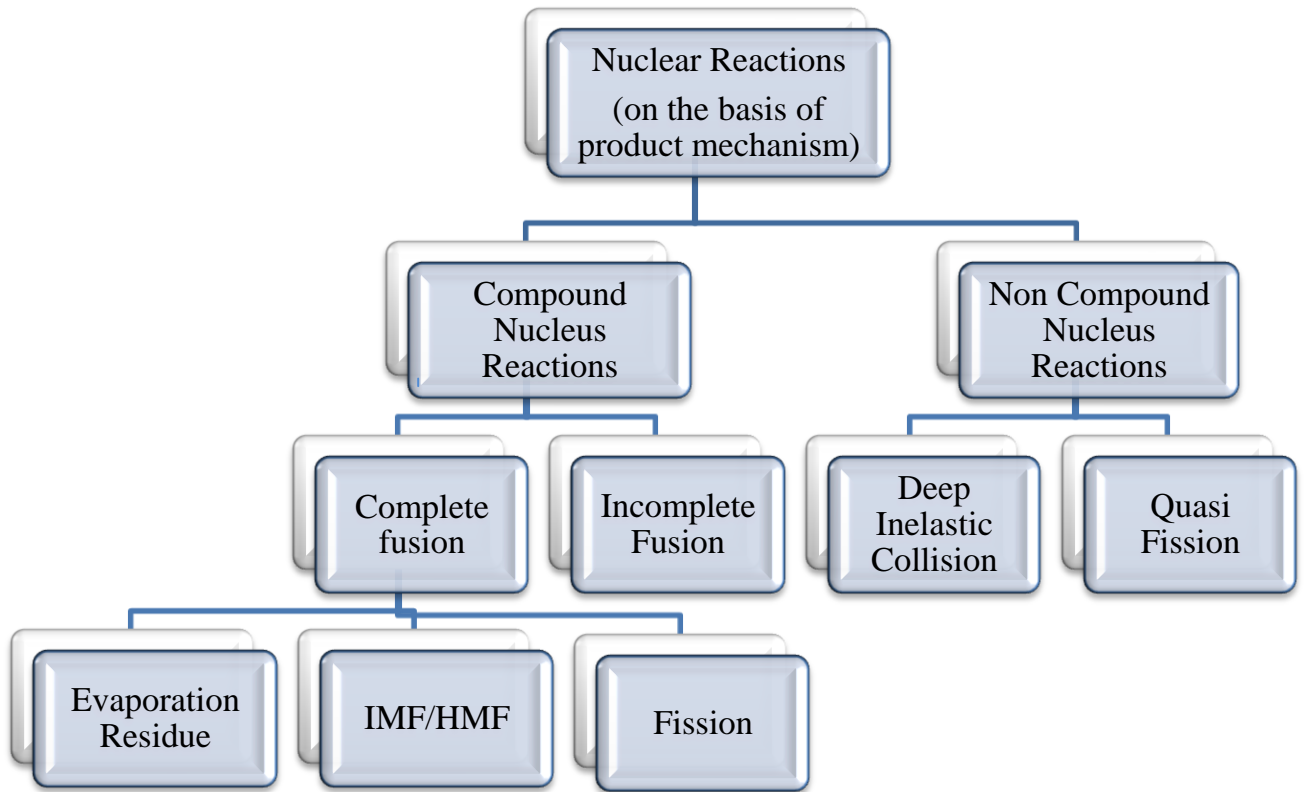 Nuclear Reactions
(on the basis of
product mechanism)
Compound
Nucleus
Reactions
Non Compound
Nucleus
Reactions
Complete
fusion
Incomplete
Fusion
Deep
Inelastic
Collision
Quasi
Fission
Evaporation
Residue
IMF/HMF
Fission